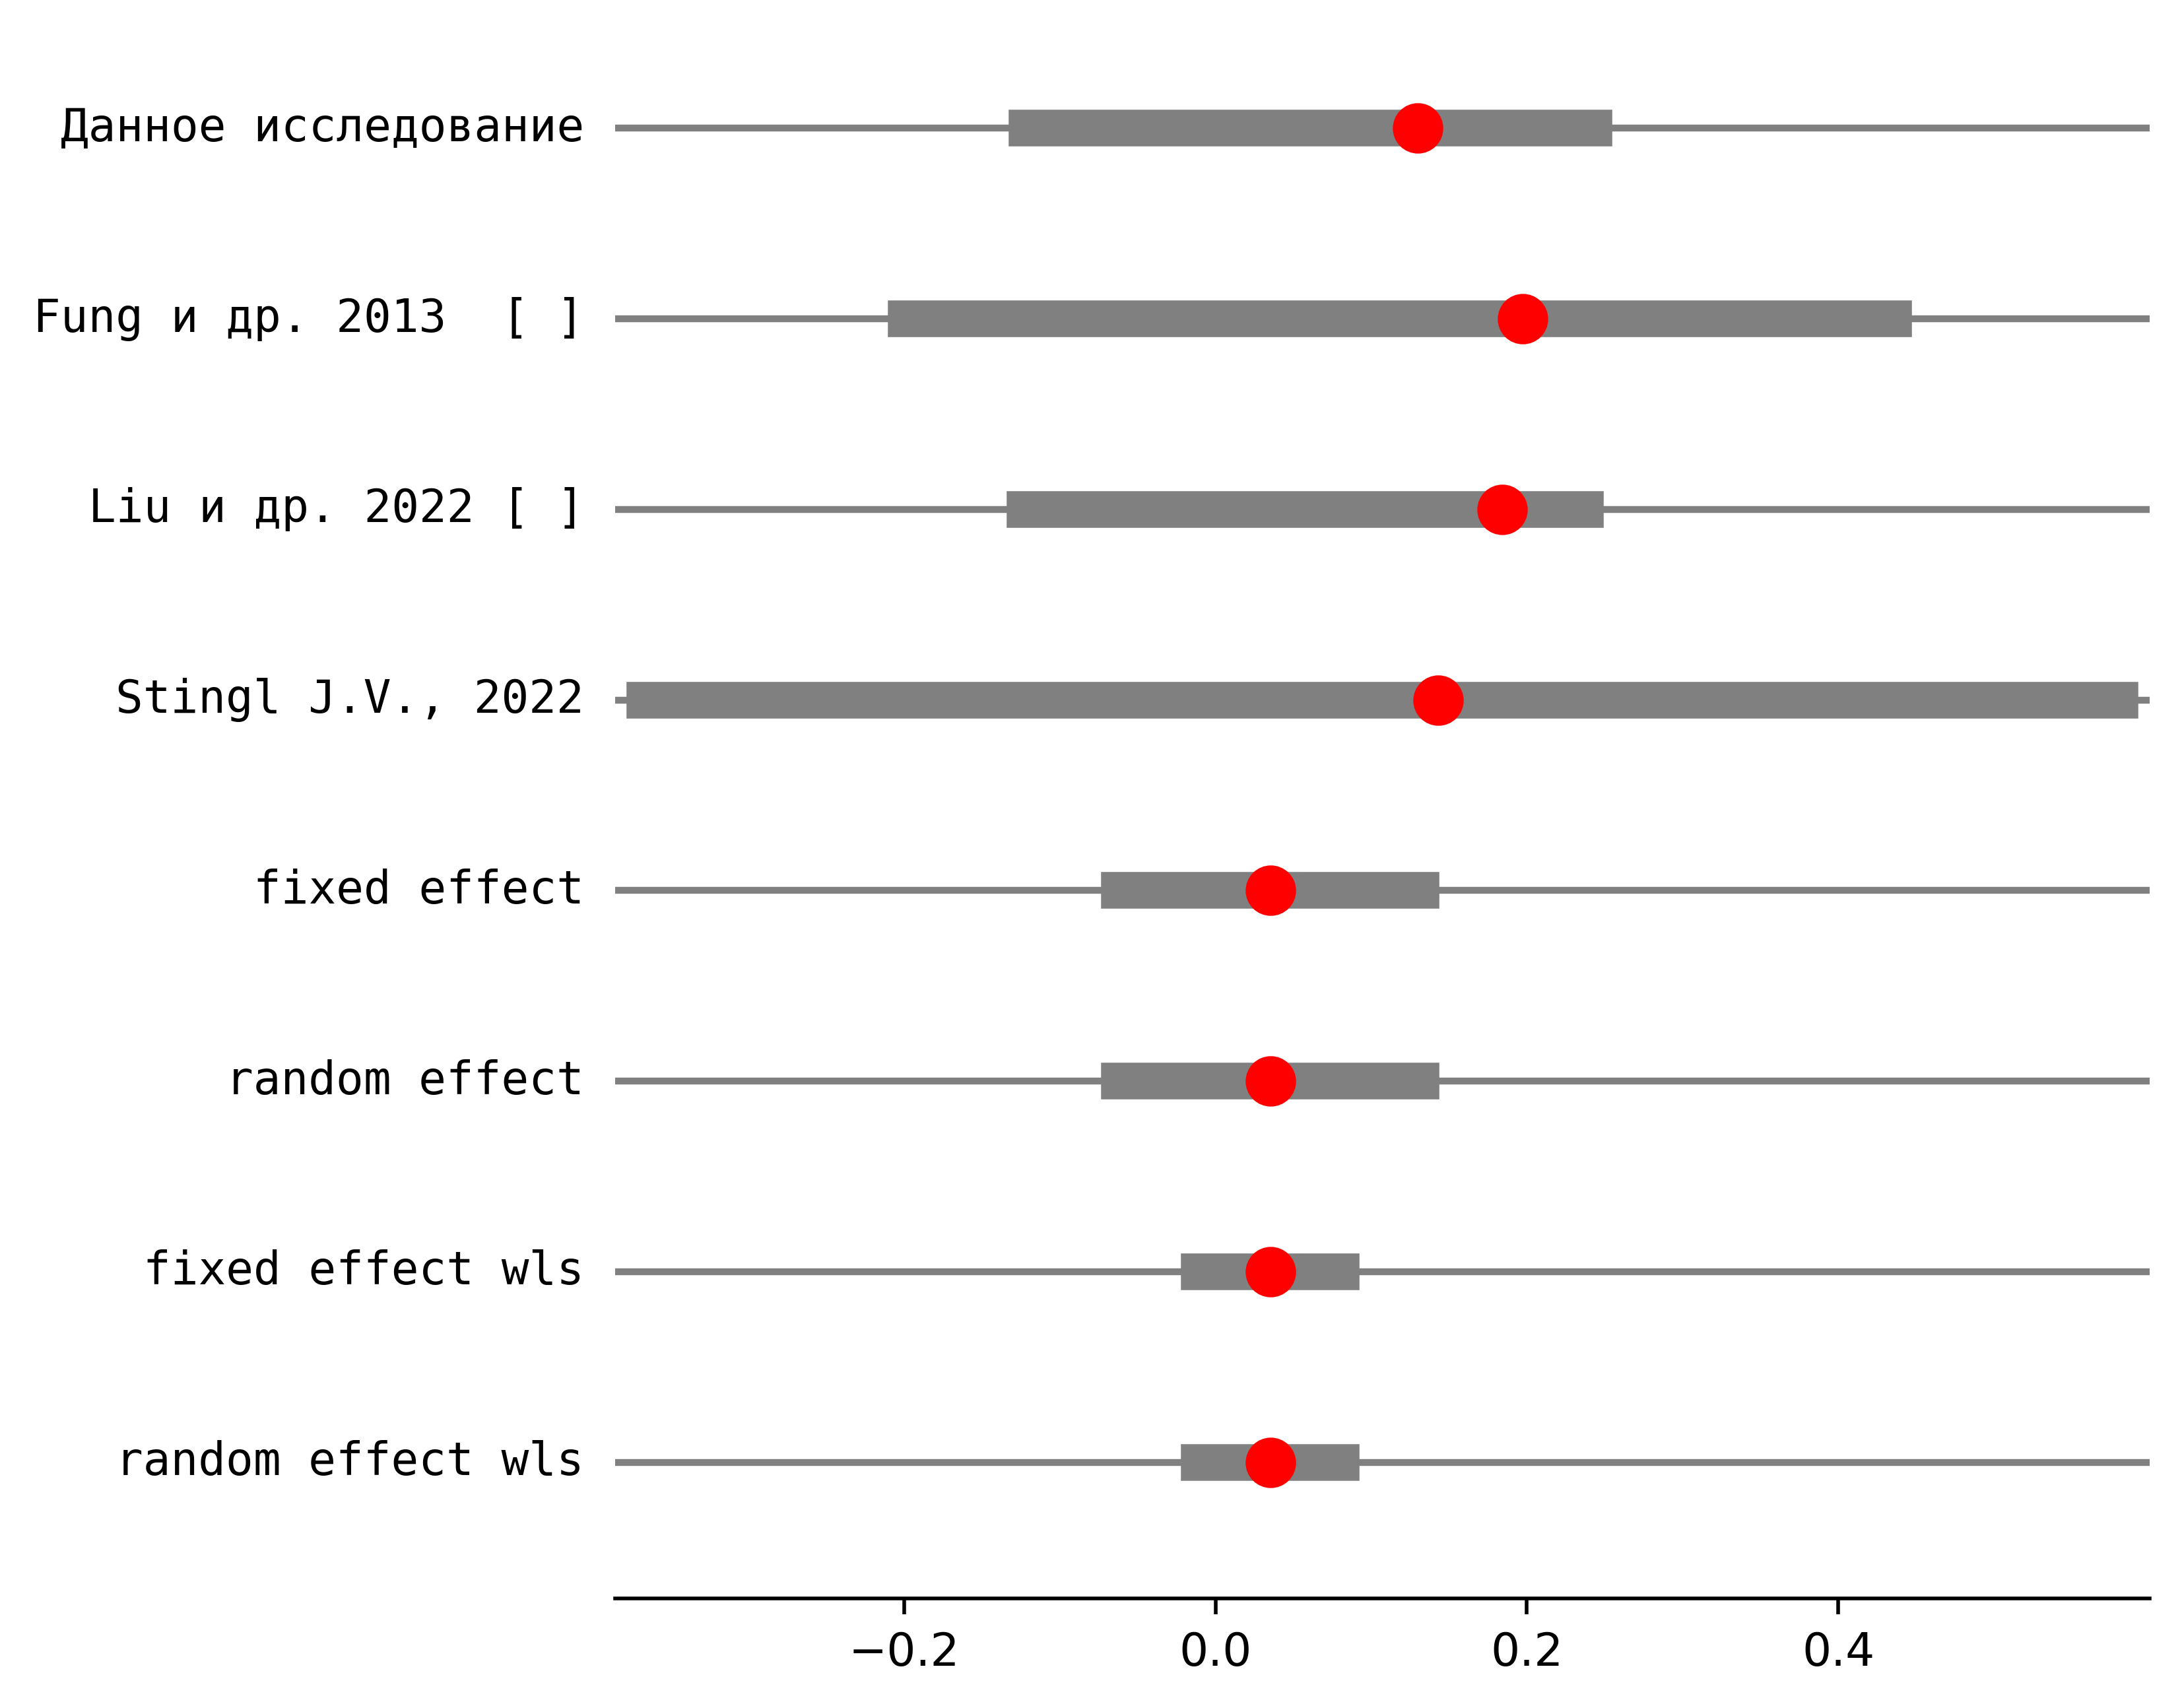 Данное исследование
Fung и др. 2013  [ ]
Liu и др. 2022 [ ]
Stingl J.V., 2022
fixed effect
random effect
fixed effect wls
random effect wls
−0.2 0.0 0.2 0.4